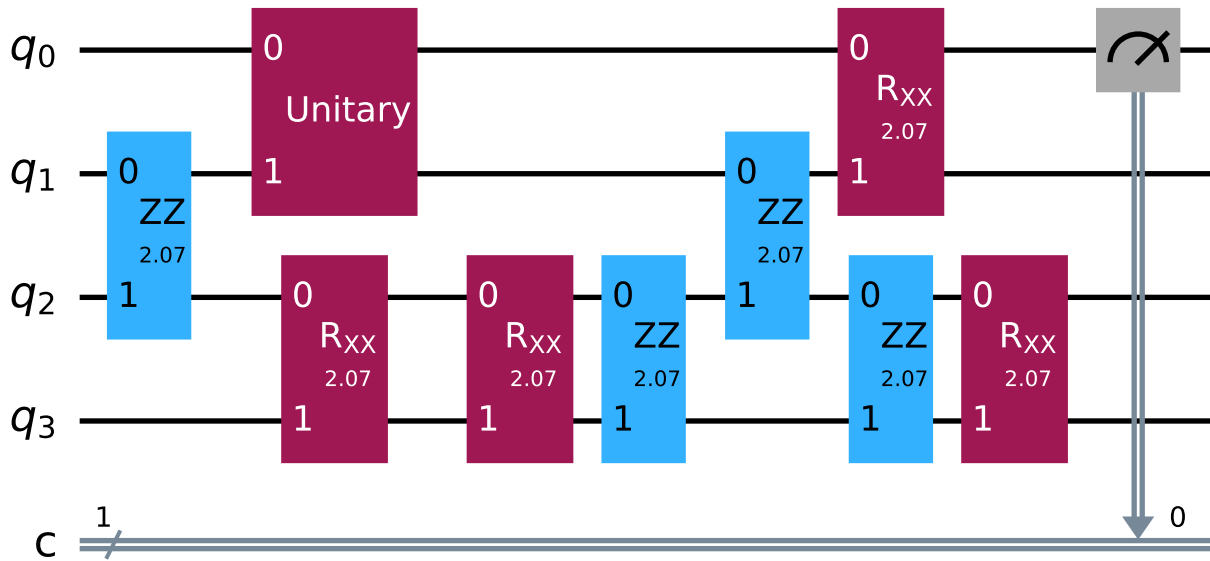 q0 0 0
Unitary RXX 2.07
q1 0 1 0 1
ZZ 2.07 ZZ 2.07
q2 1 0 0 0 1 0 0
RXX 2.07 RXX 2.07 ZZ 2.07 ZZ 2.07 RXX 2.07
q3 1 1 1 1 1
1 0
c